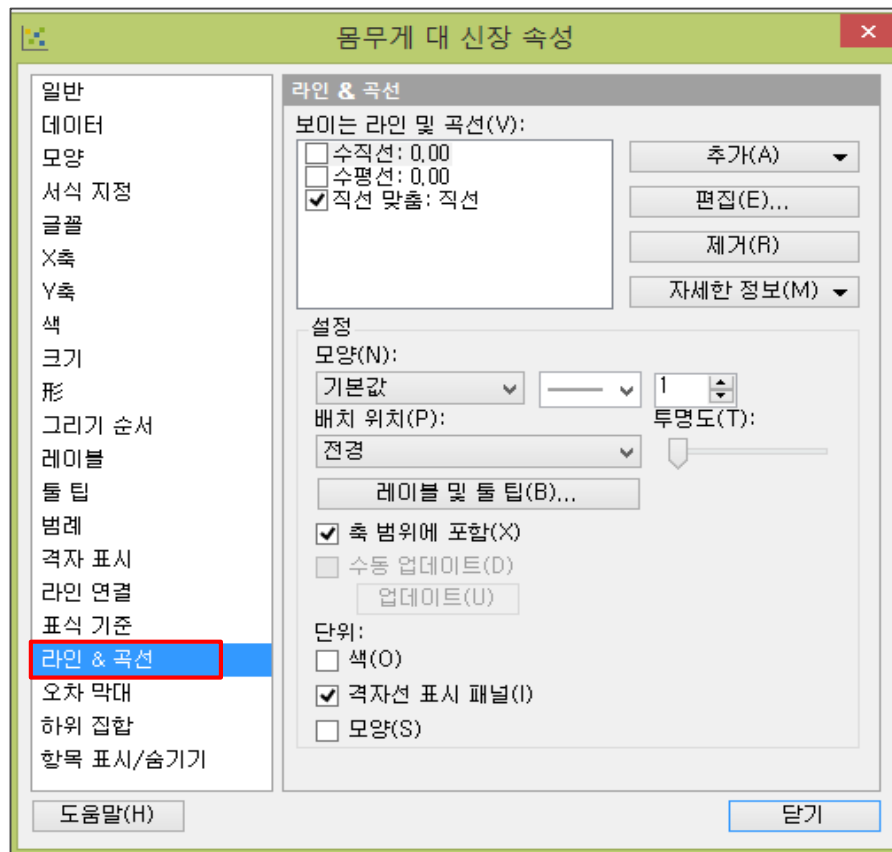 몸무게 대 신장 속성
일반
데이터
모양
서식 지정
글꼴
X축
Y축
색
크기
形
그리기 순서
레이블
툴 팁
범례
격자 표시
라인 연결
표식 기준
라인 & 곡선
오차 막대
하위 집합
항목 표시/숨기기
라인 & 곡선
보이는 라인 및 곡선(V):
수직선: 0,00
수평선: 0,00
직선 맞춤: 직선
추가(A)
편집(E)...
제거(R)
자세한 정보(M)
설정
모양(N):
기본값
1
배치 위치(P):
투명도(T):
전경
레이블 및 툴 팁(B)...
축 범위에 포함(X)
수동 업데이트(D)
업데이트(U)
단위:
색(O)
격자선 표시 패널(I)
모양(S)
도움말(H)
닫기